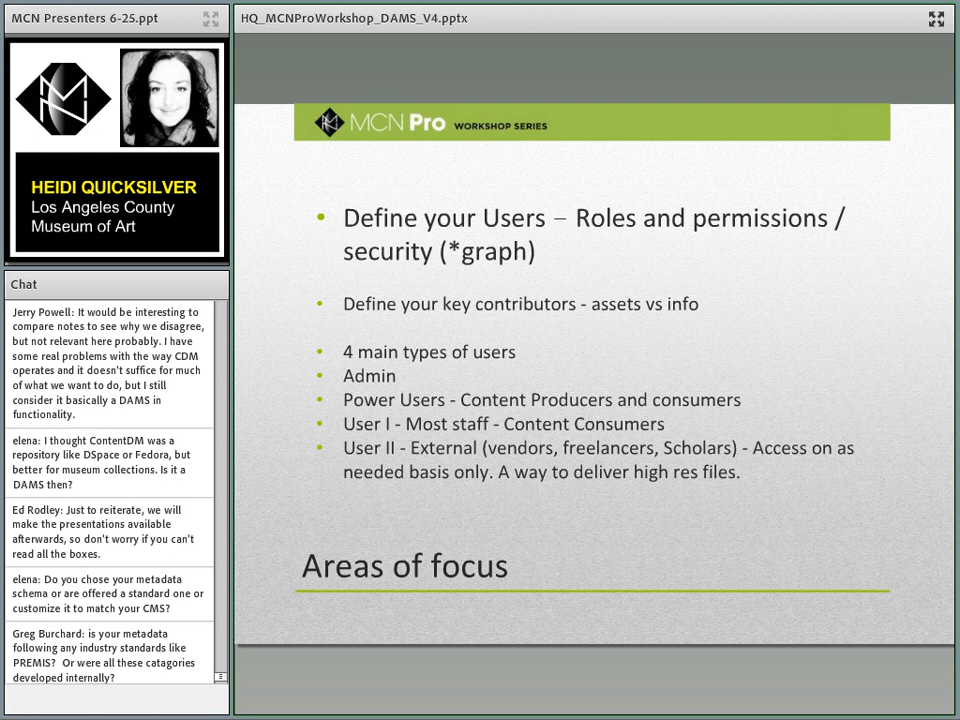 MCN Presenters 6-25.ppt
HEIDI QUICKSILVER
Los Angeles County
Museum of Art
Chat
Jerry Powell: It would be interesting to
compare notes to see why we disagree,
but not relevant here probably. I have
some real problems with the way CDM
operates and it doesn't suffice for much
of what we want to do, but I still
consider it basically a DAMS in
functionality.
elena: I thought ContentDM was a
repository like DSpace or Fedora, but
better for museum collections. Is it a
DAMS then?
Ed Rodley: Just to reiterate, we will
make the presentations available
afterwards, so don't worry if you can't
read all the boxes.
elena: Do you chose your metadata
schema or are offered a standard one or
customize it to match your CMS?
Greg Burchard: is your metadata
following any industry standards like
PREMIS?  Or were all these catagories
developed internally?
HQ_MCNProWorkshop_DAMS_V4.pptx
MCN Pro WORKSHOP SERIES
• Define your Users – Roles and permissions /
security (*graph)
• Define your key contributors - assets vs info
• 4 main types of users
• Admin
• Power Users - Content Producers and consumers
• User I - Most staff - Content Consumers
• User II - External (vendors, freelancers, Scholars) - Access on as
needed basis only. A way to deliver high res files.
Areas of focus